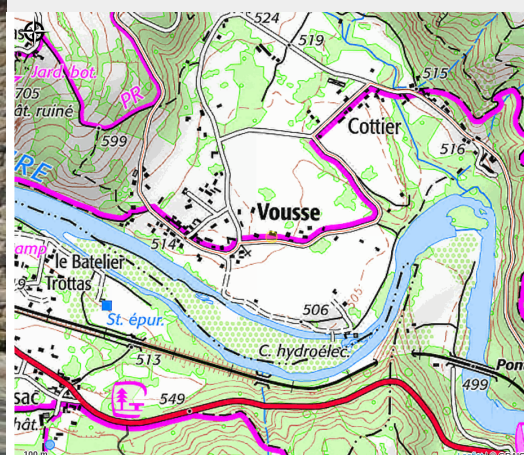 524
519
Jard. bot.
515
705
PR
ât. ruiné
Cottier
599
516
Vousse
514
amp
le Batelier
Trottas
506
St. épur.
C. hydroélec.
513
Pon
499
549
sac
hât.
100 m